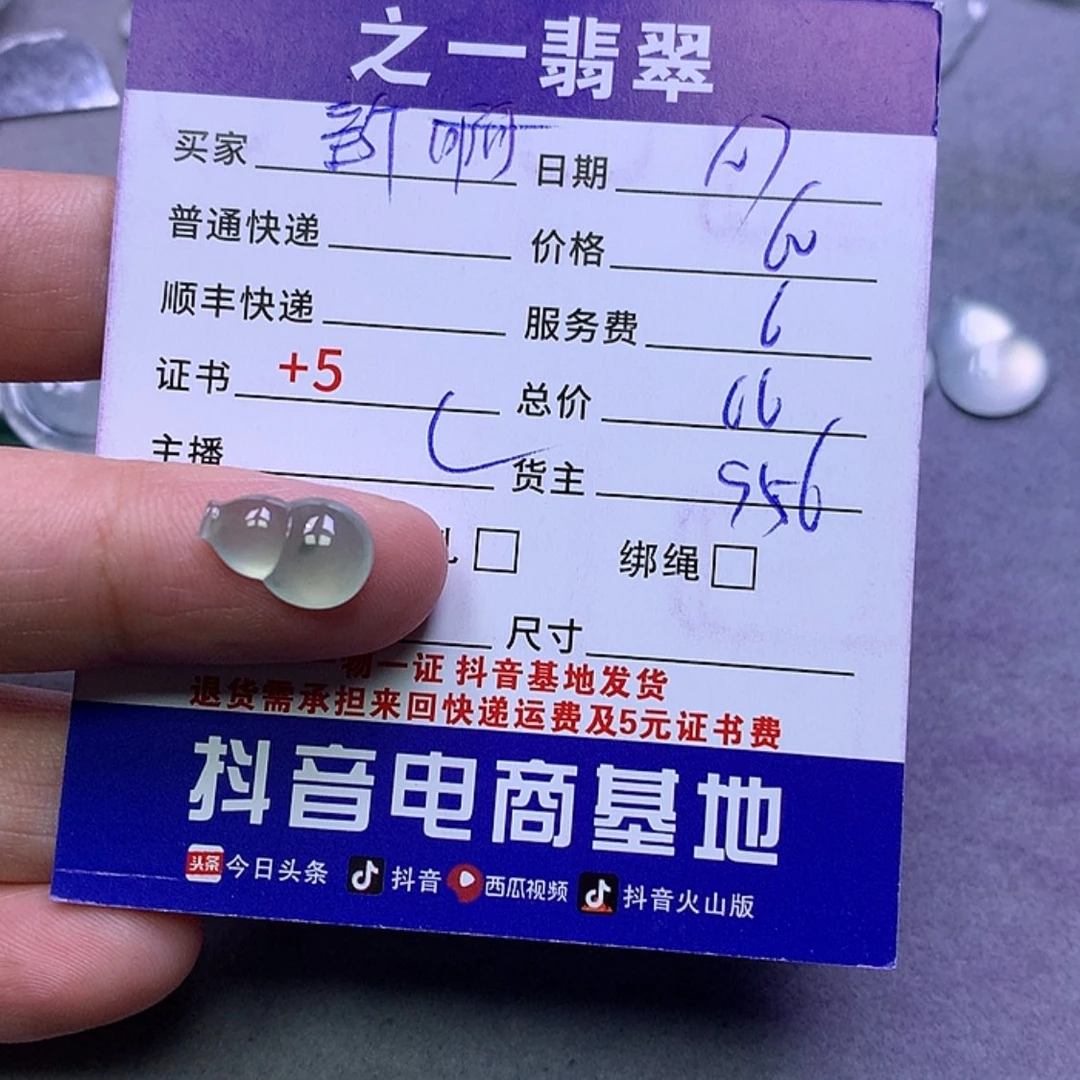 之一翡翠
买家 日期
普通快递 价格 60
顺丰快递 服务费 6
证书 +5 总价 66
主播 货主 956
孔 绑绳
尺寸
物一证 抖音基地发货
退货需承担来回快递运费及5元证书费
抖音电商基地
头条 今日头条 抖音 西瓜视频 抖音火山版